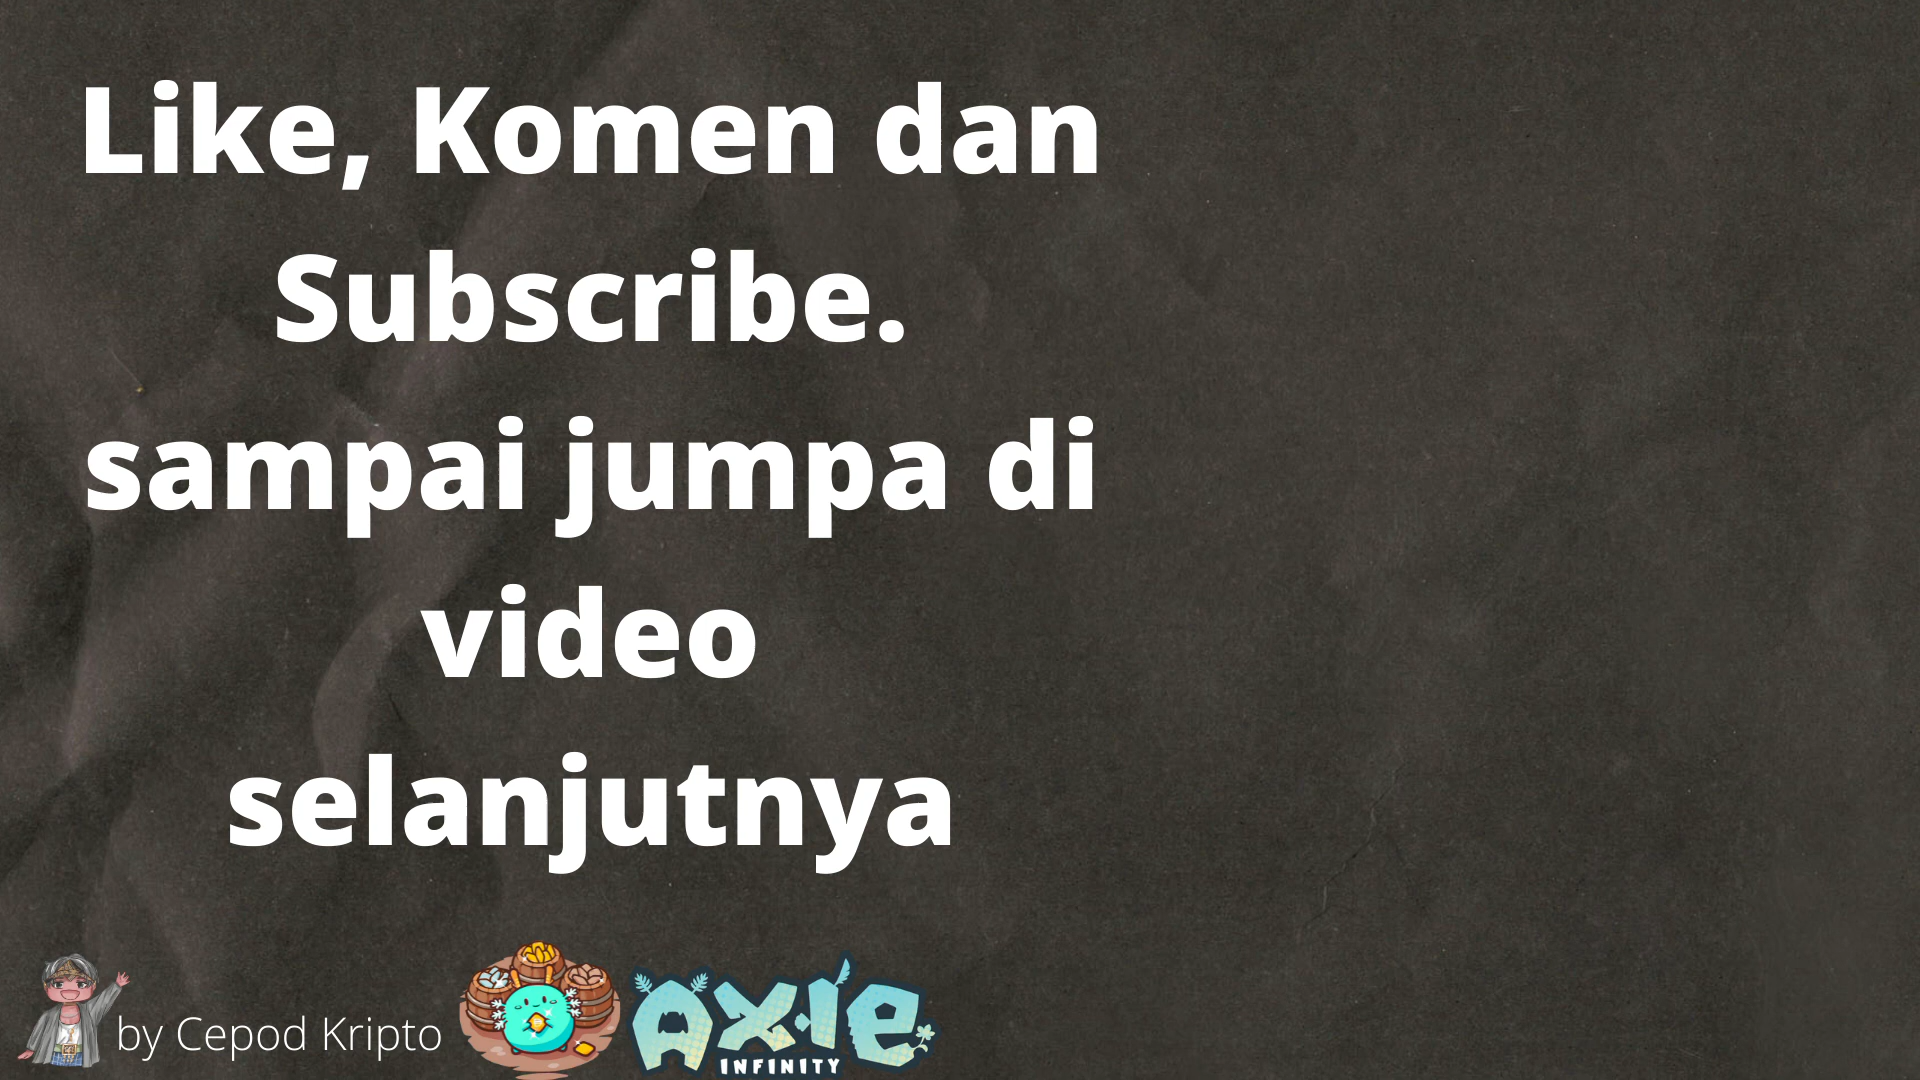 Like, Komen dan
Subscribe.
sampai jumpa di
video
selanjutnya
by Cepod Kripto
AXIE
INFINITY